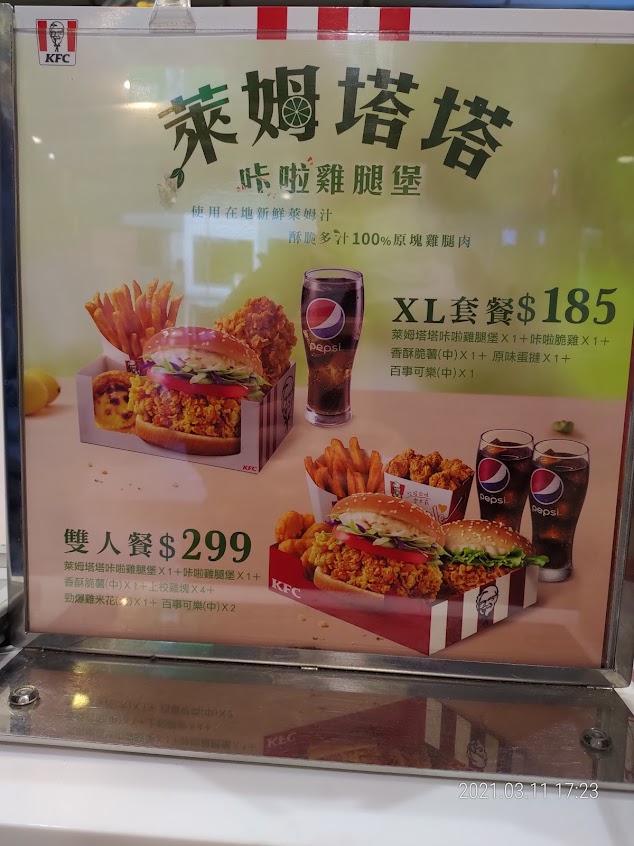 KFC
萊姆塔塔
咔啦雞腿堡
使用在地新鮮萊姆汁
酥脆多汁100%原塊雞腿肉
XL套餐$185
萊姆塔塔咔啦雞腿堡X1+咔啦脆雞X1+
香酥脆薯(中)X1+ 原味蛋撻X1+
百事可樂(中)X1
pepsi
KFC
pepsi
pepsi
雙人餐$299
萊姆塔塔咔啦雞腿堡X1+咔啦雞腿堡X1+
香酥脆薯(中)X1+上校雞塊X4+
勁爆雞米花( )X1+ 百事可樂(中)X2
KFC
2021.03.11 17:23